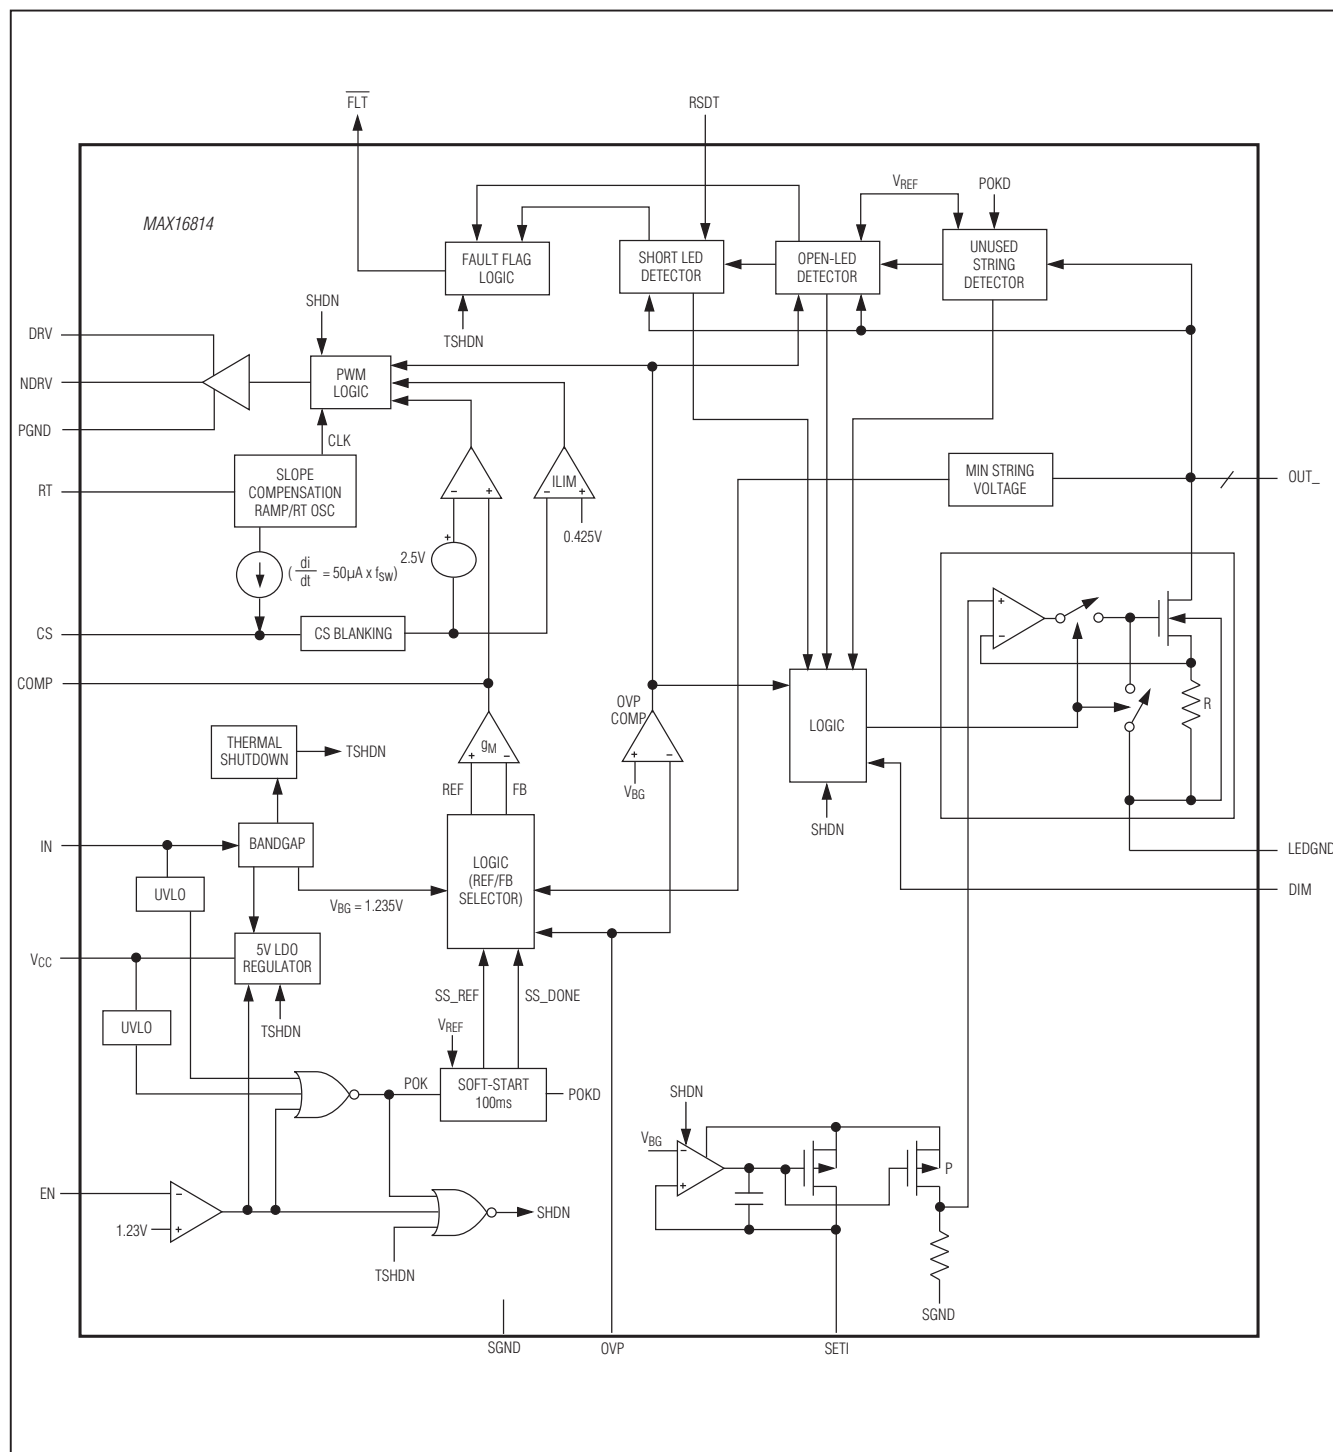 FLT
RSDT
MAX16814
VREF
POKD
FAULT FLAG
LOGIC
SHORT LED
DETECTOR
OPEN-LED
DETECTOR
UNUSED
STRING
DETECTOR
SHDN
TSHDN
DRV
NDRV
PGND
PWM
LOGIC
CLK
RT
SLOPE
COMPENSATION
RAMP/RT OSC
-
+
ILIM
-
+
0.425V
MIN STRING
VOLTAGE
OUT_
(di/dt = 50µA x fSW)
+
2.5V
CS
CS BLANKING
+
-
R
COMP
gM
+
-
REF
FB
OVP
COMP
+
-
VBG
LOGIC
SHDN
THERMAL
SHUTDOWN
TSHDN
IN
BANDGAP
UVLO
VBG = 1.235V
LOGIC
(REF/FB
SELECTOR)
LEDGND
DIM
VCC
5V LDO
REGULATOR
TSHDN
UVLO
SS_REF
SS_DONE
VREF
POK
SOFT-START
100ms
POKD
SHDN
VBG
-
+
P
EN
-
1.23V
+
SHDN
TSHDN
SGND
SGND
OVP
SETI